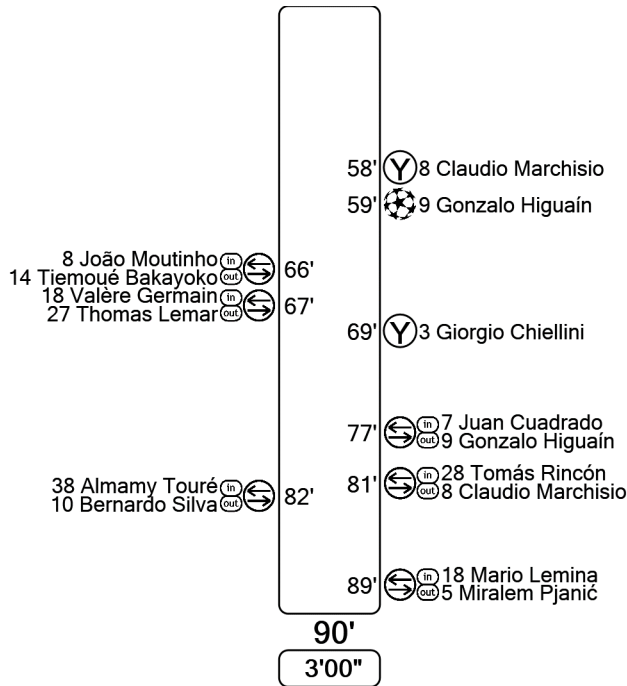 58' Y 8 Claudio Marchisio
59' 9 Gonzalo Higuaín
8 João Moutinho in
14 Tiemoué Bakayoko out
66'
18 Valère Germain in
27 Thomas Lemar out
67'
69' Y 3 Giorgio Chiellini
77'
in 7 Juan Cuadrado
out 9 Gonzalo Higuaín
81'
in 28 Tomás Rincón
out 8 Claudio Marchisio
38 Almamy Touré in
10 Bernardo Silva out
82'
89'
in 18 Mario Lemina
out 5 Miralem Pjanić
90'
3'00"